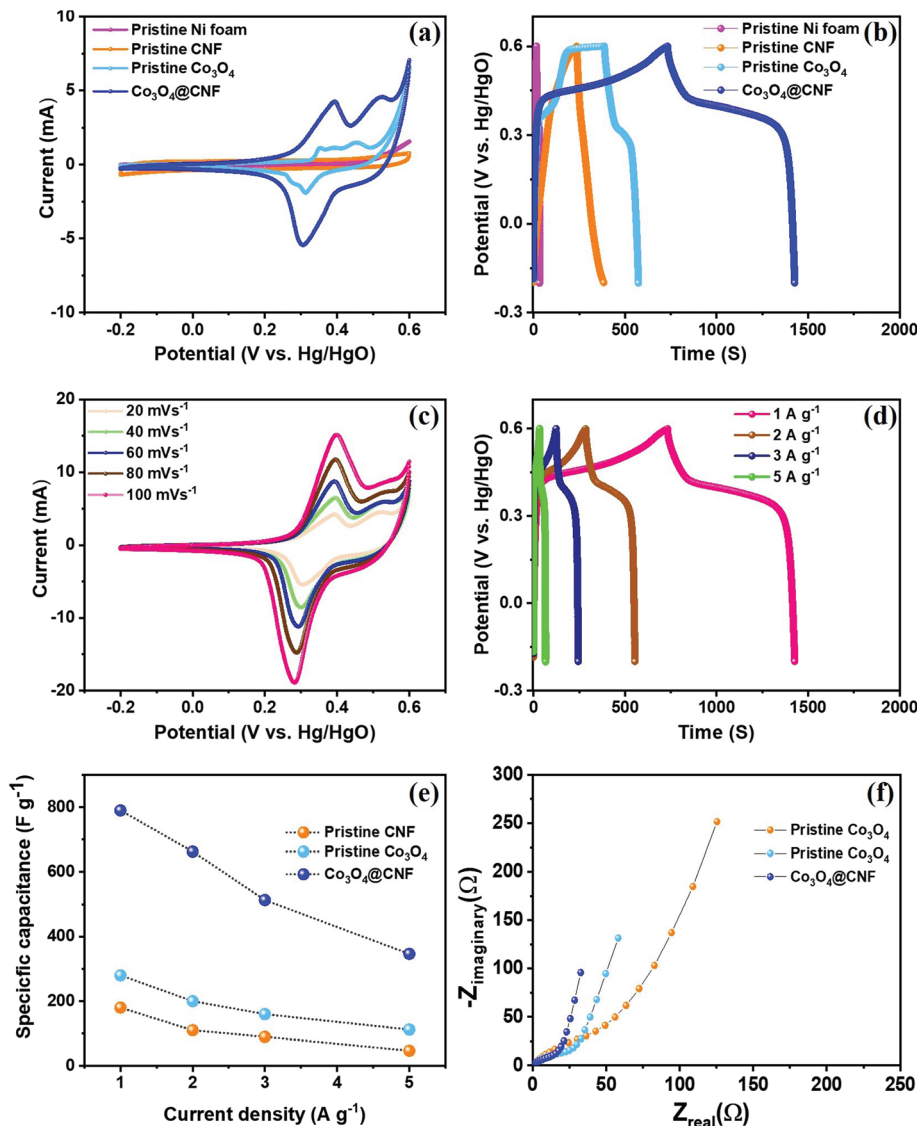 (a)
Pristine Ni foam
Pristine CNF
Pristine Co₃O₄
Co₃O₄@CNF
10
5
0
-5
-10
Current (mA)
-0.2 0.0 0.2 0.4 0.6
Potential (V vs. Hg/HgO)
(b)
Pristine Ni foam
Pristine CNF
Pristine Co₃O₄
Co₃O₄@CNF
0.6
0.3
0.0
-0.3
Potential (V vs. Hg/HgO)
0 500 1000 1500 2000
Time (S)
(c)
20 mVs⁻¹
40 mVs⁻¹
60 mVs⁻¹
80 mVs⁻¹
100 mVs⁻¹
20
10
0
-10
-20
Current (mA)
-0.2 0.0 0.2 0.4 0.6
Potential (V vs. Hg/HgO)
(d)
1 A g⁻¹
2 A g⁻¹
3 A g⁻¹
5 A g⁻¹
0.6
0.3
0.0
-0.3
Potential (V vs. Hg/HgO)
0 500 1000 1500 2000
Time (S)
(e)
Pristine CNF
Pristine Co₃O₄
Co₃O₄@CNF
800
600
400
200
0
Specicfic capacitance (F g⁻¹)
1 2 3 4 5
Current density (A g⁻¹)
(f)
Pristine Co₃O₄
Pristine Co₃O₄
Co₃O₄@CNF
300
250
200
150
100
50
0
-Zimaginary(Ω)
0 50 100 150 200 250
Zreal(Ω)